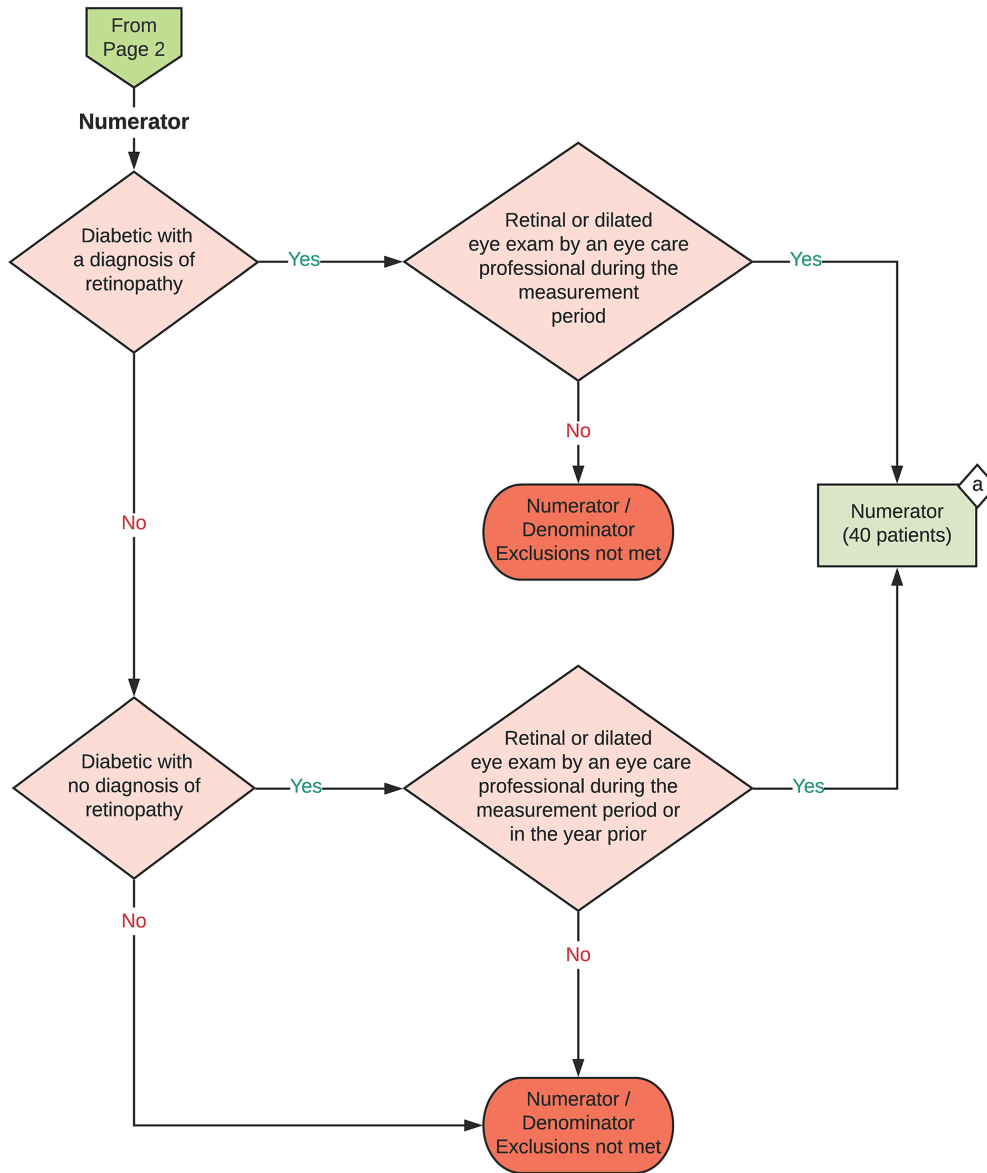 From
Page 2
Numerator
Diabetic with
a diagnosis of
retinopathy
Yes
Retinal or dilated
eye exam by an eye care
professional during the
measurement
period
Yes
No
No
Numerator /
Denominator
Exclusions not met
a
Numerator
(40 patients)
Diabetic with
no diagnosis of
retinopathy
Yes
Retinal or dilated
eye exam by an eye care
professional during the
measurement period or
in the year prior
Yes
No
No
Numerator /
Denominator
Exclusions not met